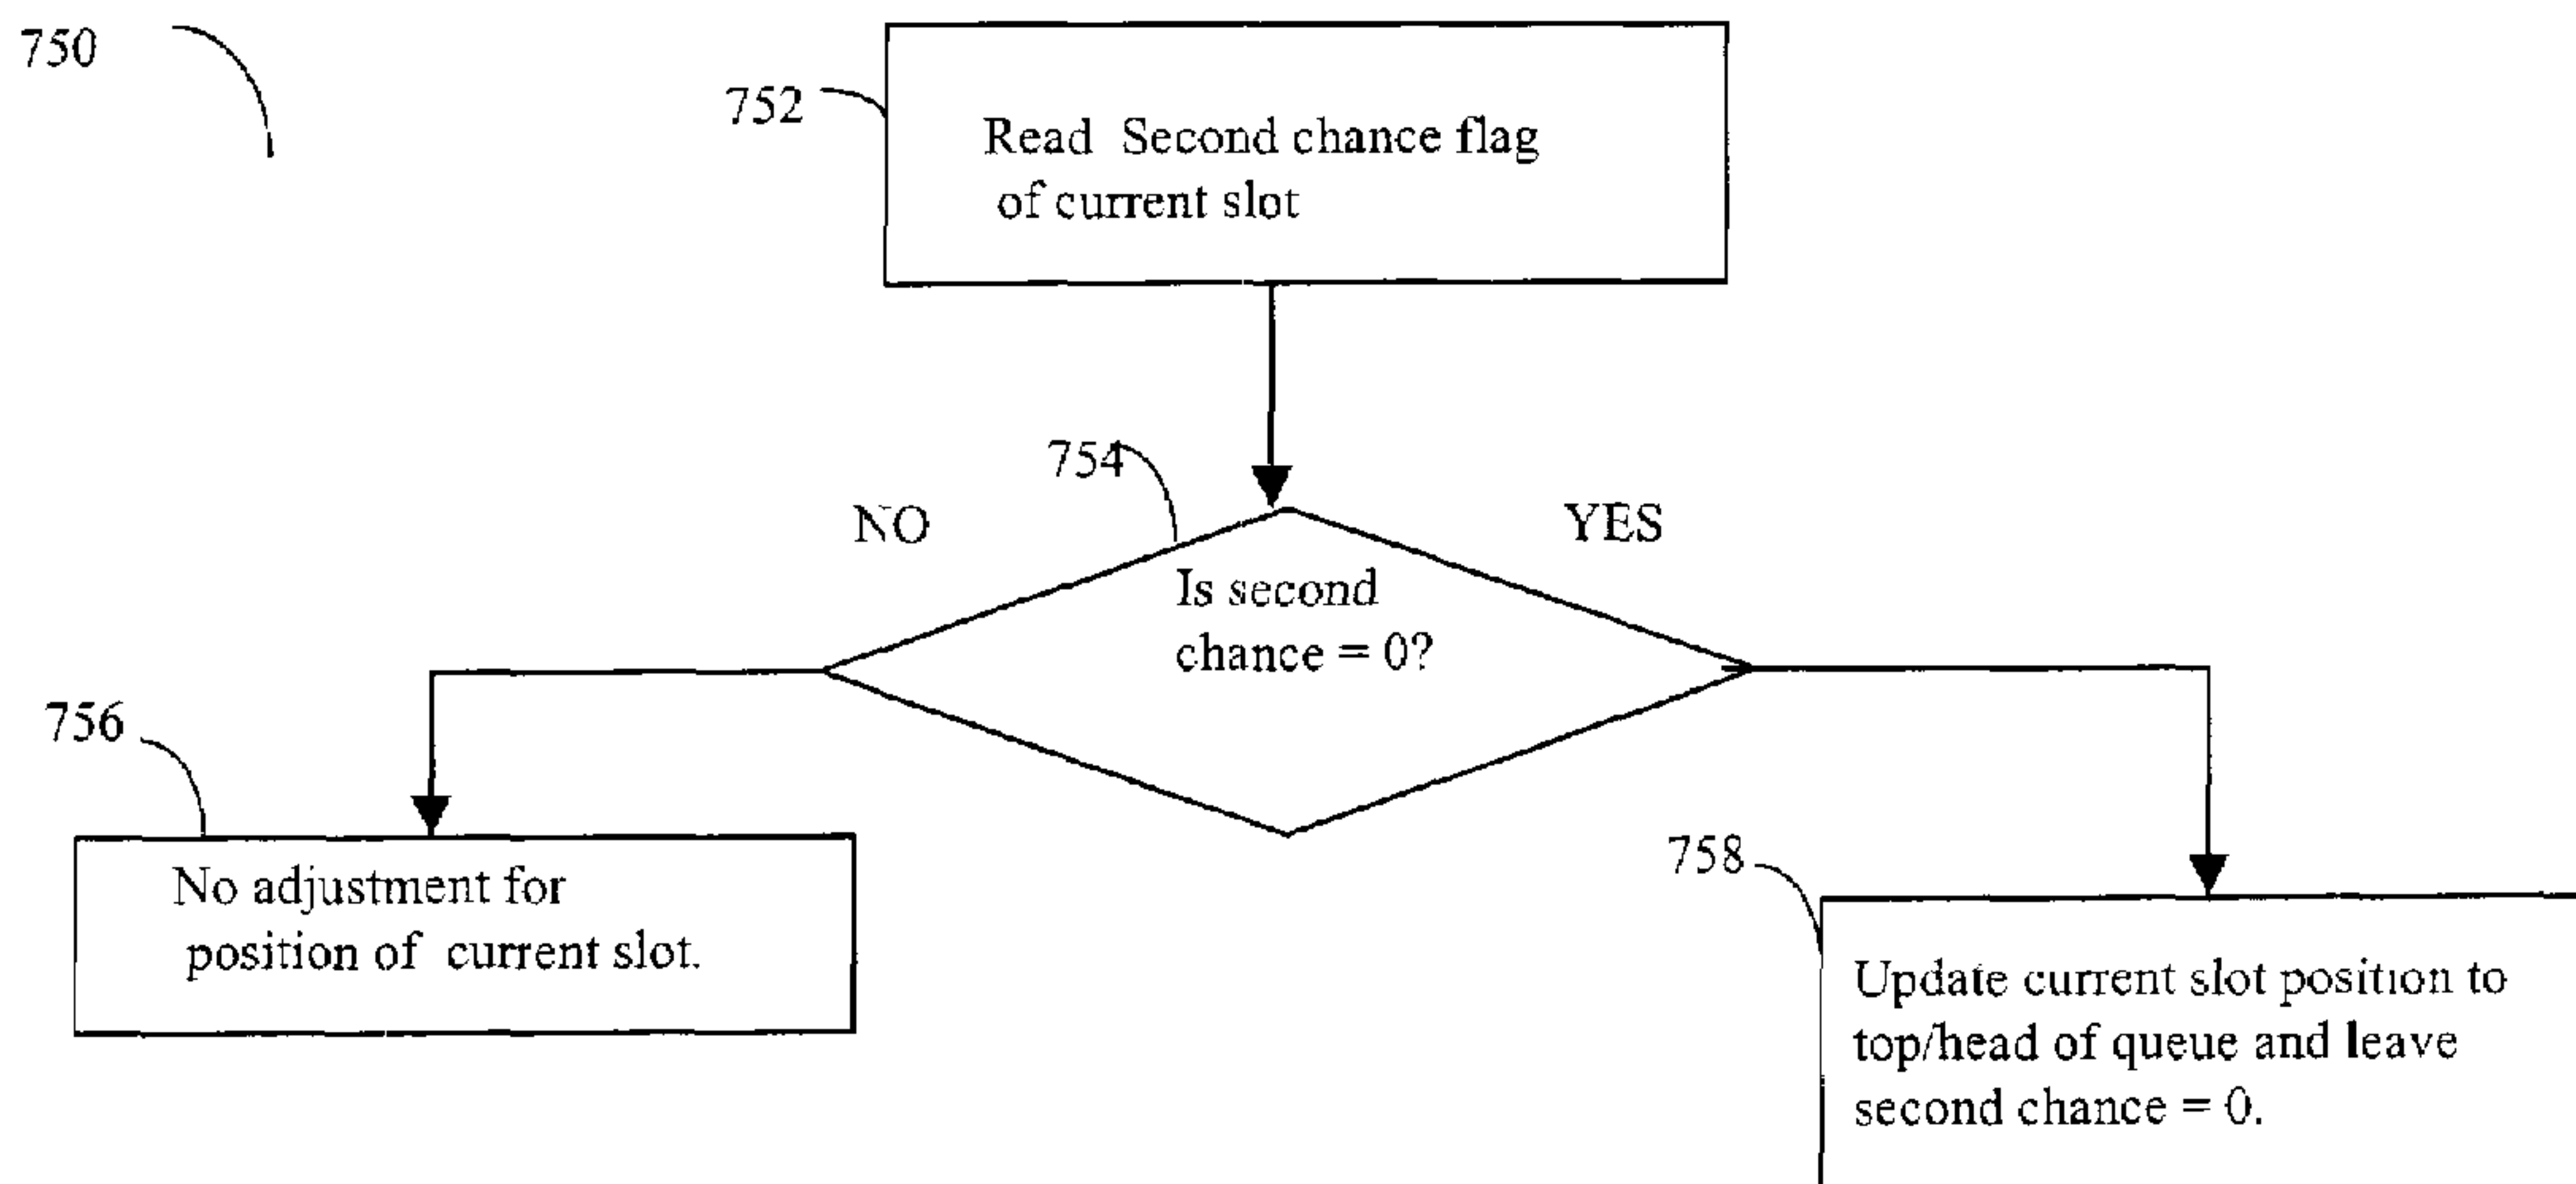 750
752
Read Second chance flag
of current slot
754
NO
YES
Is second
chance = 0?
756
No adjustment for
position of current slot.
758
Update current slot position to
top/head of queue and leave
second chance = 0.